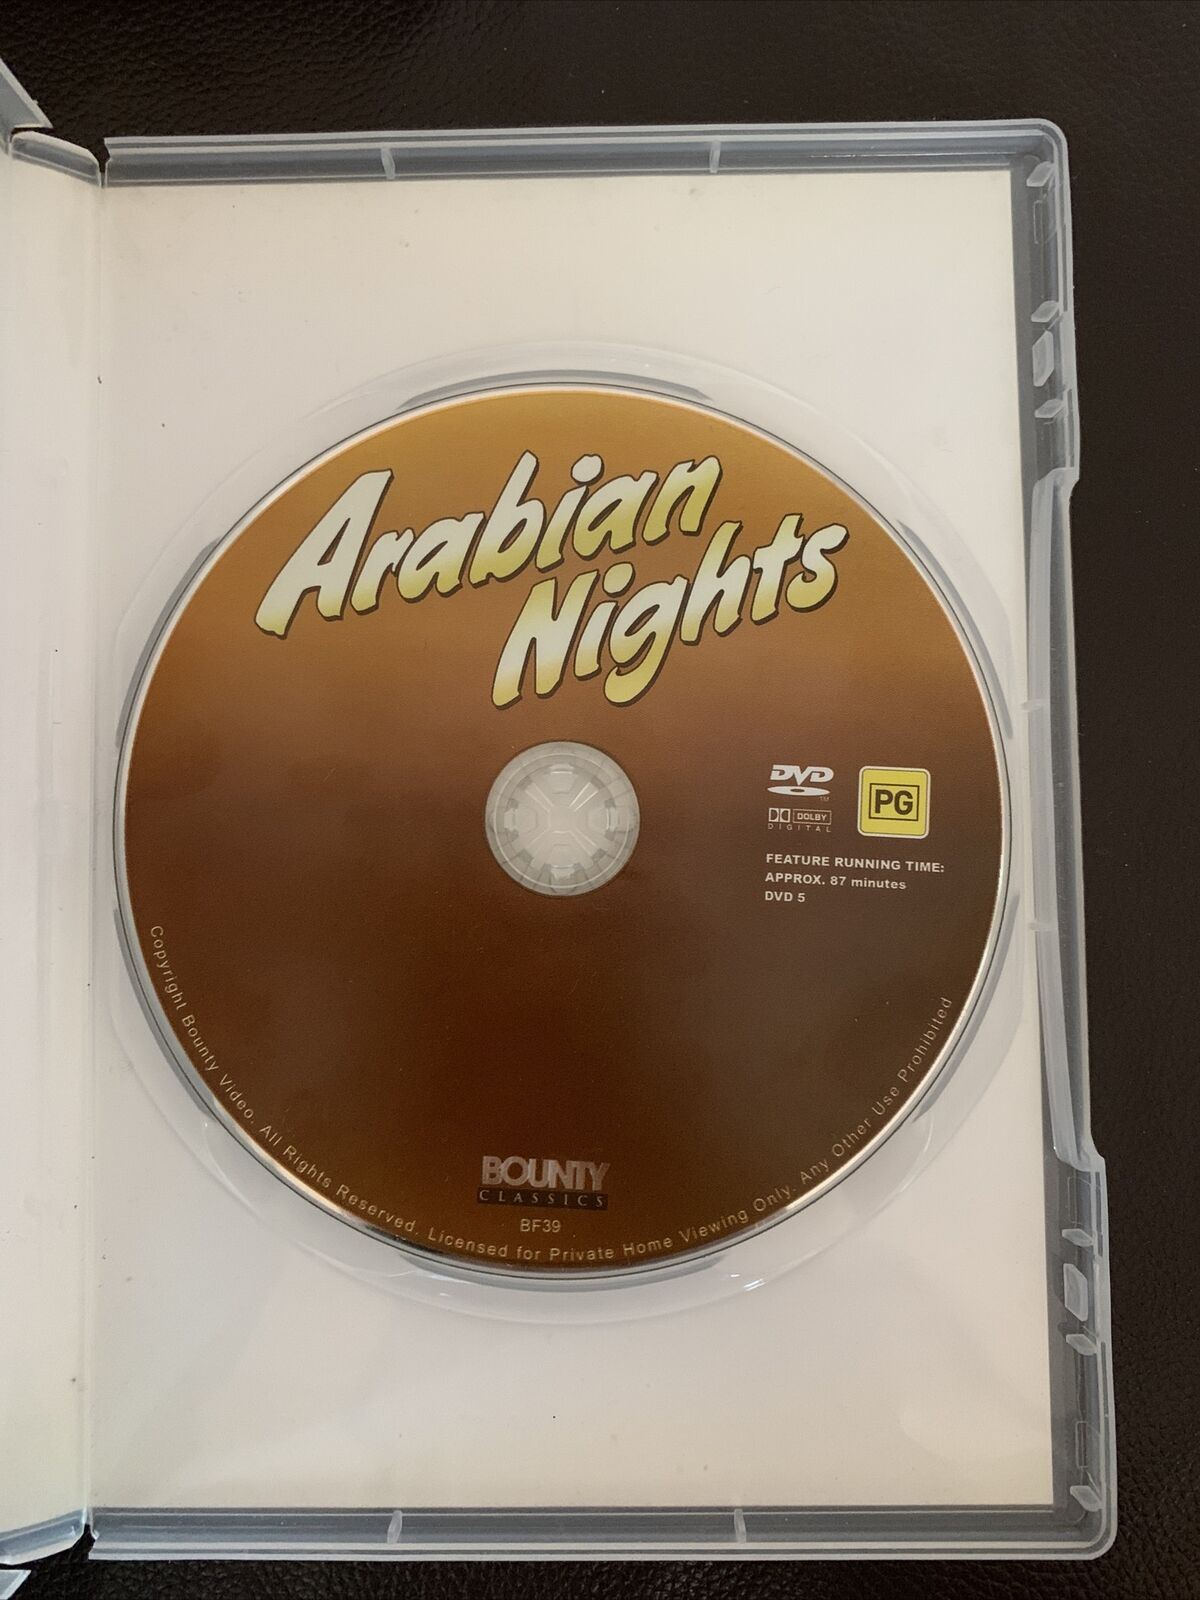 Arabian
Nights
DVD
TM
PG
DOLBY
DIGITAL
FEATURE RUNNING TIME:
APPROX. 87 minutes
DVD 5
BOUNTY
CLASSICS
BF39
Copyright Bounty Video. All Rights Reserved. Licensed for Private Home Viewing Only. Any Other Use Prohibited